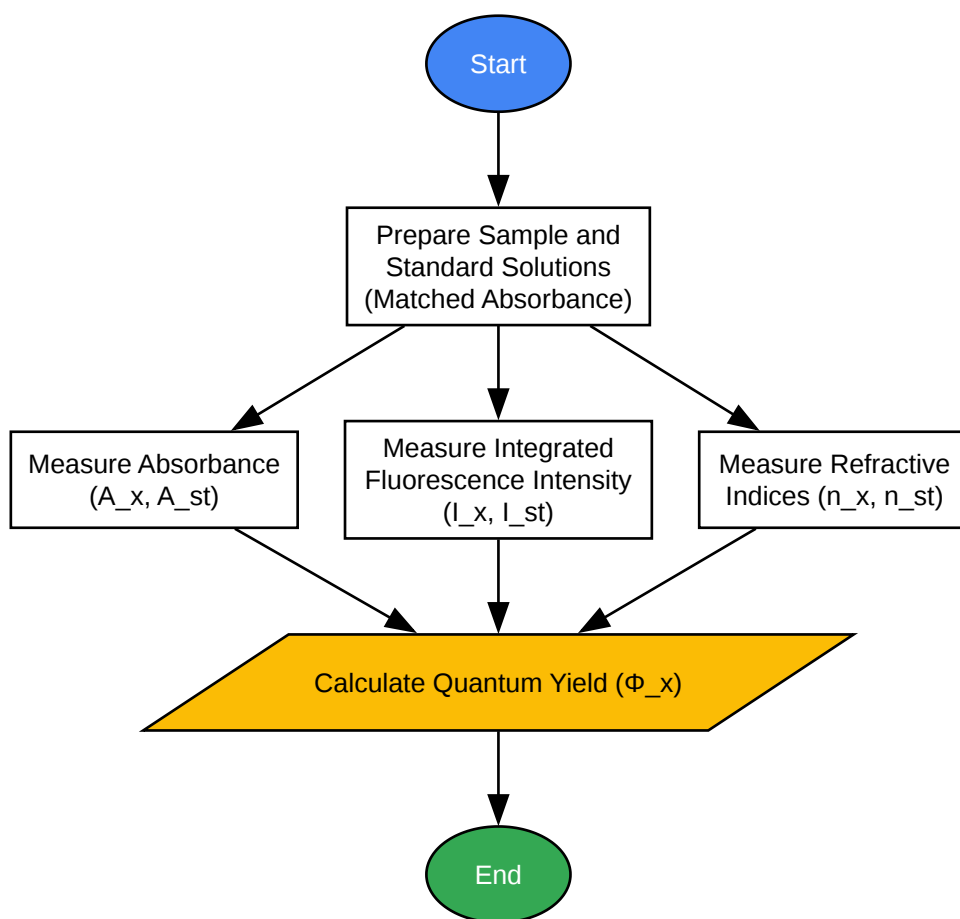 Start
Prepare Sample and
Standard Solutions
(Matched Absorbance)
Measure Absorbance
(A_x, A_st)
Measure Integrated
Fluorescence Intensity
(I_x, I_st)
Measure Refractive
Indices (n_x, n_st)
Calculate Quantum Yield (Φ_x)
End